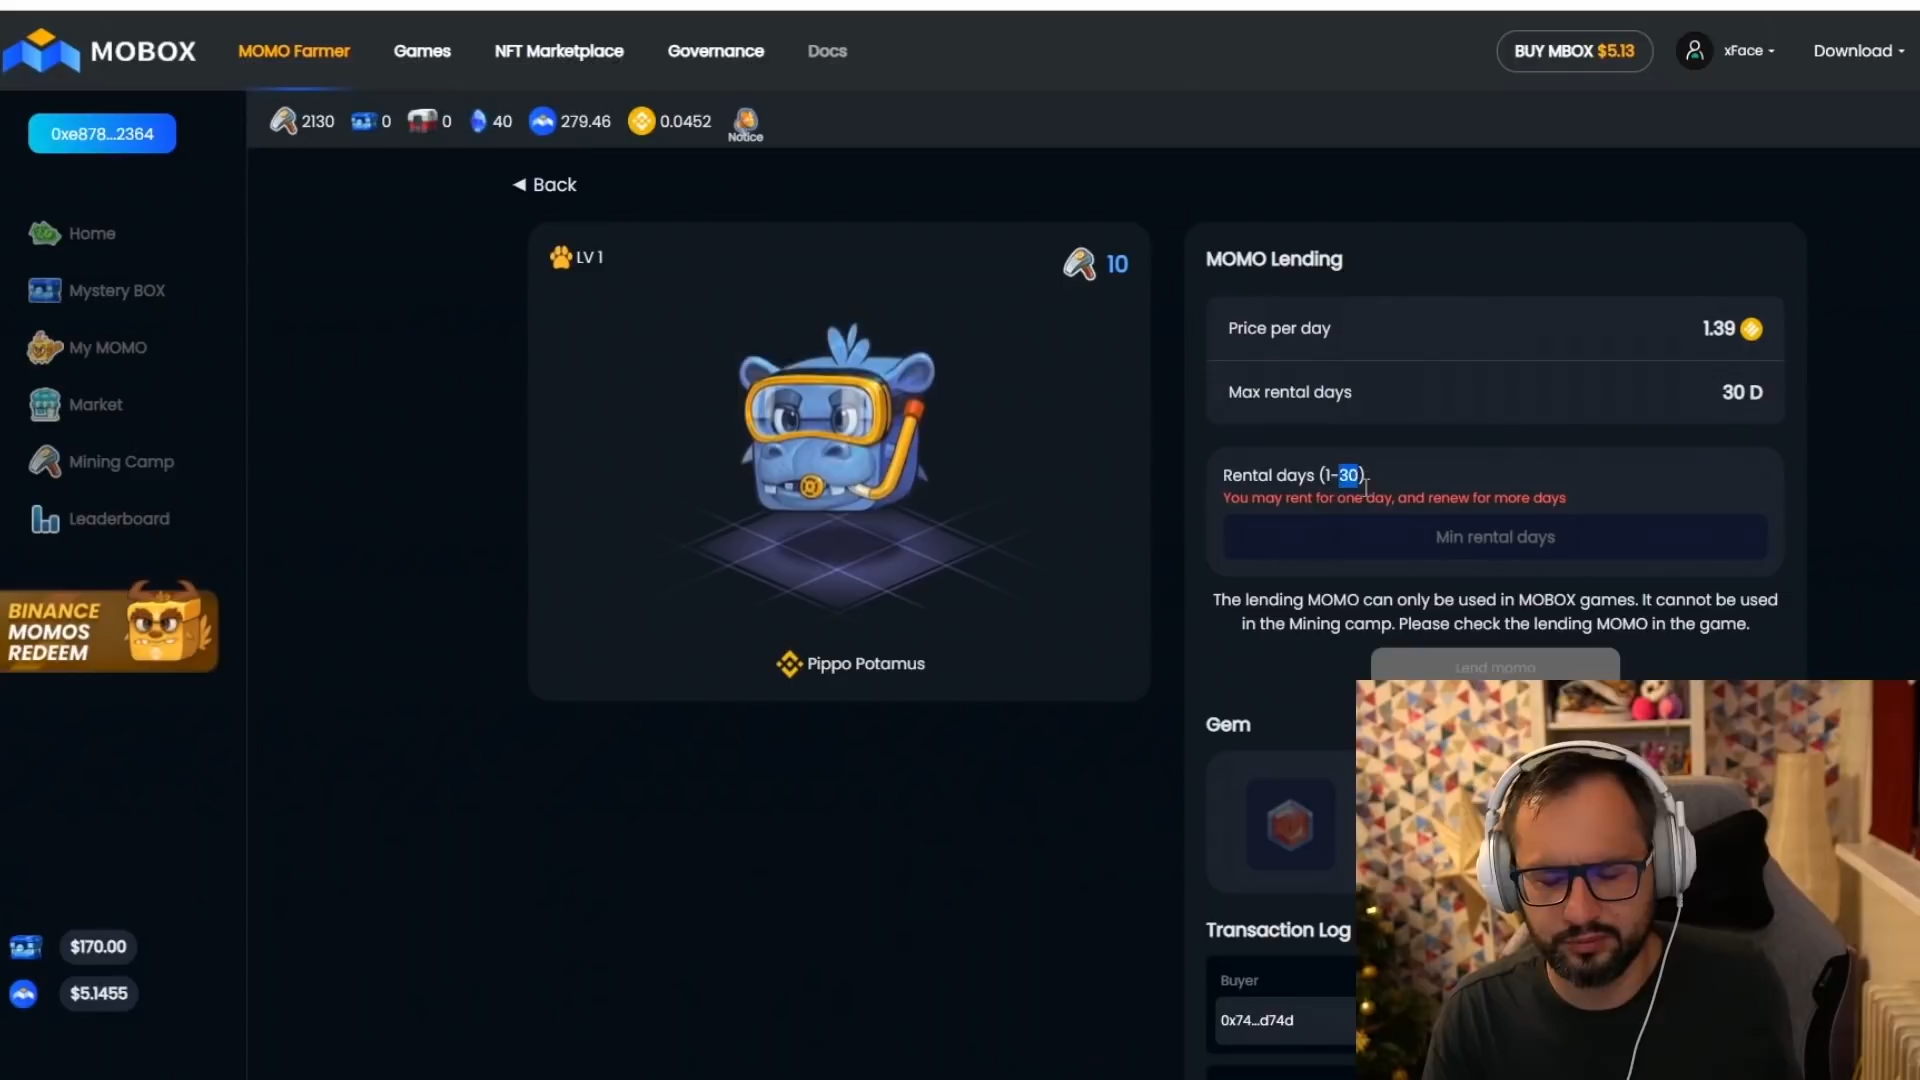 MOBOX
MOMO Farmer
Games
NFT Marketplace
Governance
Docs
BUY MBOX $5.13
xFace
Download
0xe878...2364
2130
0
0
40
279.46
0.0452
Notice
Home
Mystery BOX
My MOMO
Market
Mining Camp
Leaderboard
BINANCE
MOMOS
REDEEM
$170.00
$5.1455
◀ Back
LV 1
10
Pippo Potamus
MOMO Lending
Price per day
1.39
Max rental days
30 D
Rental days (1-30)
You may rent for one day, and renew for more days
Min rental days
The lending MOMO can only be used in MOBOX games. It cannot be used
in the Mining camp. Please check the lending MOMO in the game.
Lend momo
Gem
Transaction Log
Buyer
0x74...d74d